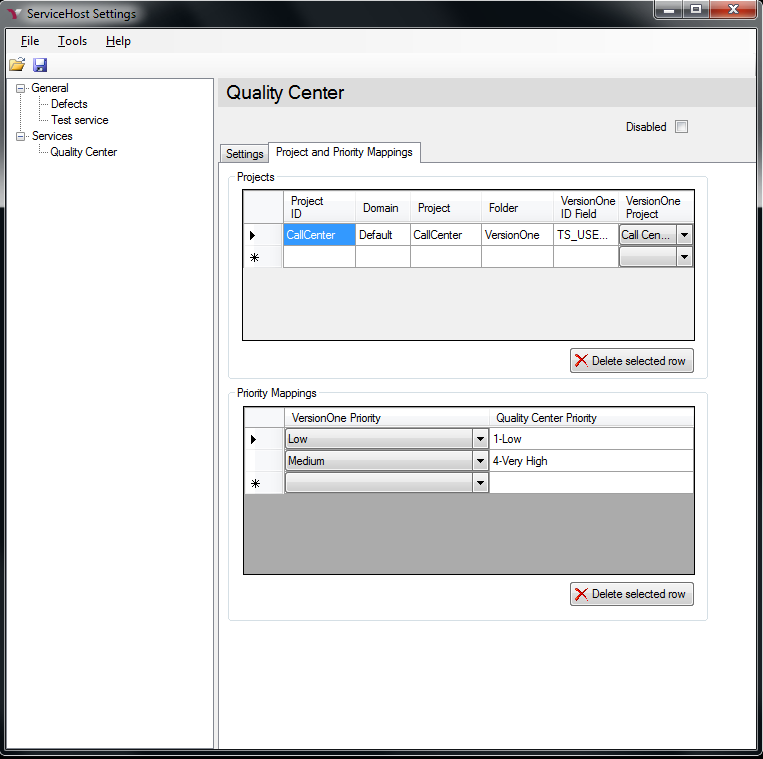 ServiceHost Settings
File Tools Help
General
Defects
Test service
Services
Quality Center
Quality Center
Disabled
Settings Project and Priority Mappings
Projects
Project ID Domain Project Folder VersionOne ID Field VersionOne Project
CallCenter Default CallCenter VersionOne TS_USE... Call Cen...
Delete selected row
Priority Mappings
VersionOne Priority Quality Center Priority
Low 1-Low
Medium 4-Very High
Delete selected row